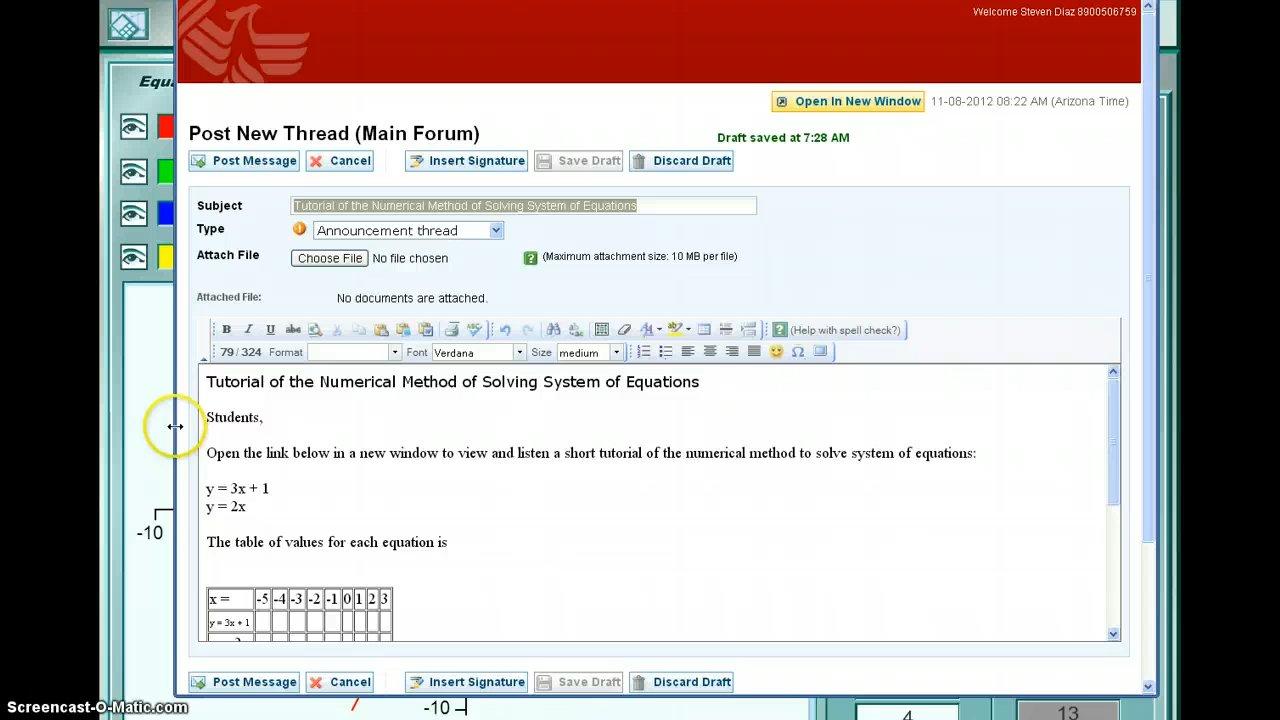 Welcome Steven Diaz 8900506759
Equa
Open In New Window 11-08-2012 08:22 AM (Arizona Time)
Post New Thread (Main Forum)
Draft saved at 7:28 AM
Post Message Cancel Insert Signature Save Draft Discard Draft
Subject Tutorial of the Numerical Method of Solving System of Equations
Type Announcement thread
Attach File Choose File No file chosen ? (Maximum attachment size: 10 MB per file)
Attached File: No documents are attached.
B I U abc ? (Help with spell check?)
79 / 324 Format Font Verdana Size medium
Tutorial of the Numerical Method of Solving System of Equations
Students,
Open the link below in a new window to view and listen a short tutorial of the numerical method to solve system of equations:
y = 3x + 1
y = 2x
-10
The table of values for each equation is
x = -5 -4 -3 -2 -1 0 1 2 3
y = 3x + 1
Post Message Cancel Insert Signature Save Draft Discard Draft
Screencast-O-Matic.com
-10
4
13